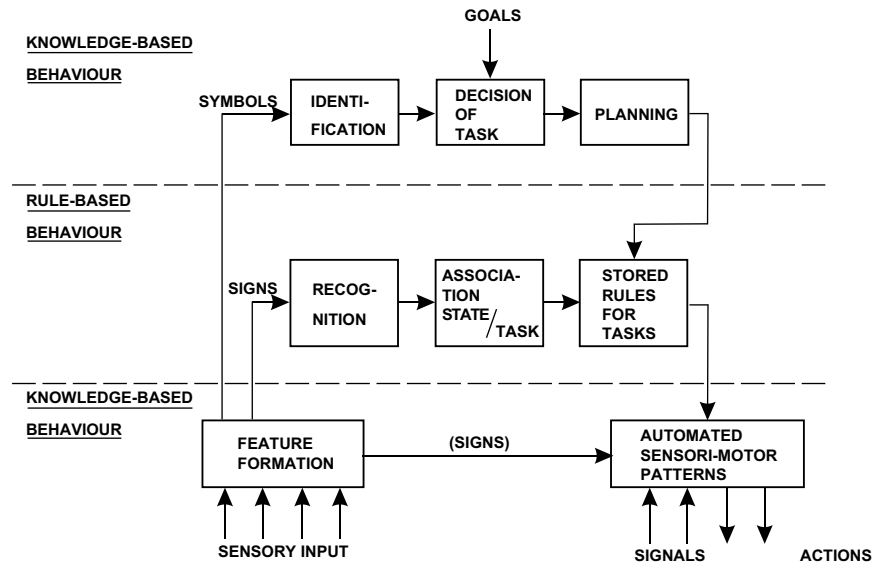 GOALS
KNOWLEDGE-BASED
BEHAVIOUR
SYMBOLS
IDENTI-
FICATION
DECISION
OF
TASK
PLANNING
RULE-BASED
BEHAVIOUR
SIGNS
RECOG-
NITION
ASSOCIA-
TION
STATE
/ TASK
STORED
RULES
FOR
TASKS
KNOWLEDGE-BASED
BEHAVIOUR
FEATURE
FORMATION
(SIGNS)
AUTOMATED
SENSORI-MOTOR
PATTERNS
SENSORY INPUT
SIGNALS
ACTIONS